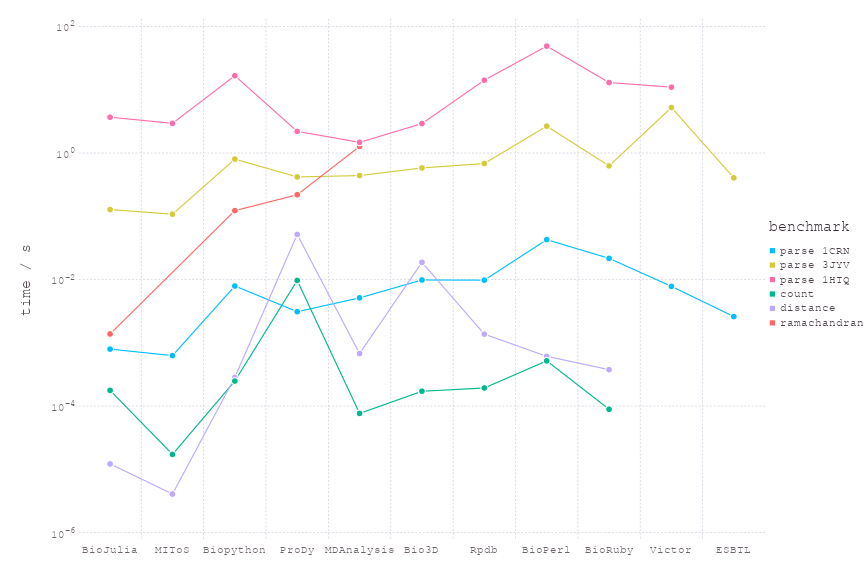 10^2
10^0
10^-2
10^-4
10^-6
time / s
BioJulia MIToS Biopython ProDy MDAnalysis Bio3D Rpdb BioPerl BioRuby Victor ESBTL
benchmark
parse 1CRN
parse 3JYV
parse 1HTQ
count
distance
ramachandran